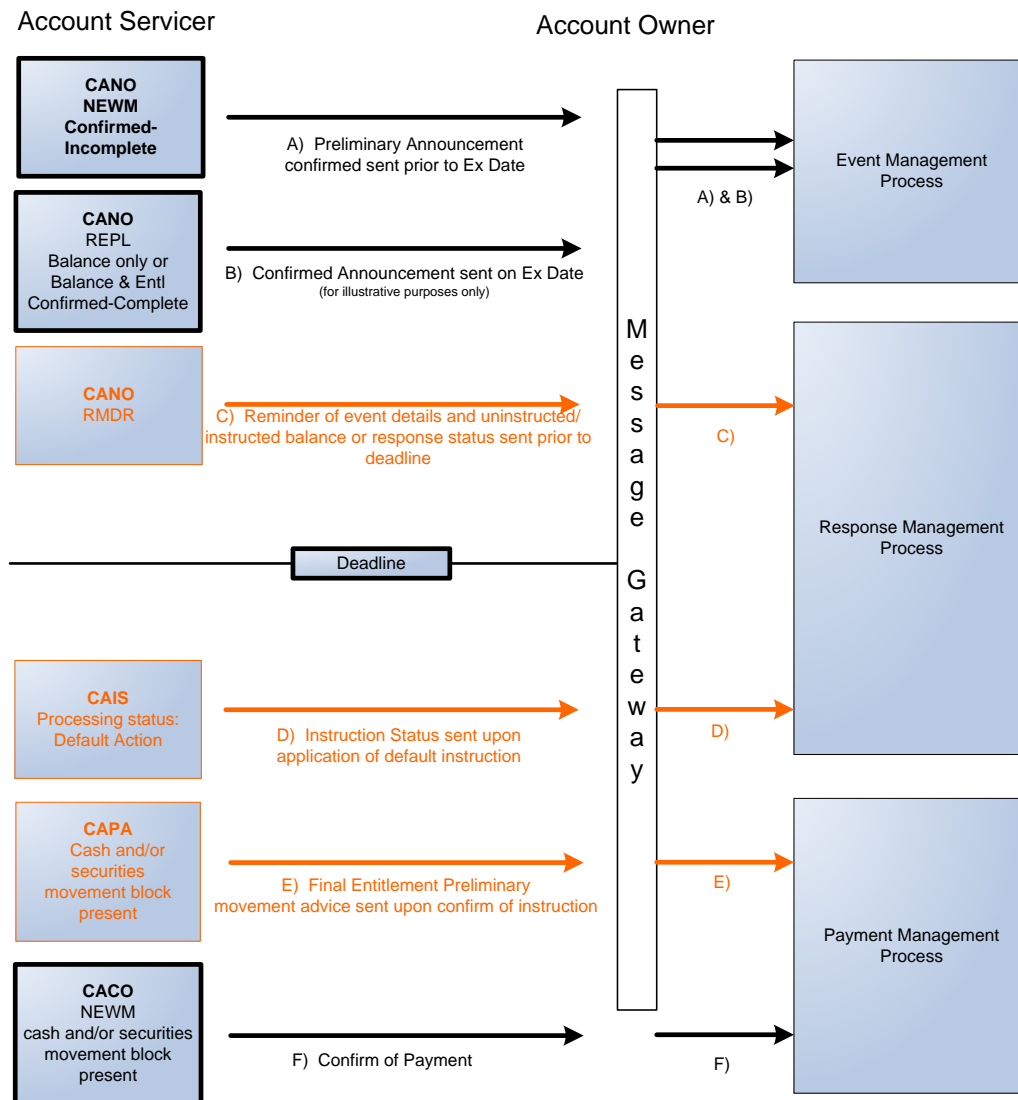 Account Servicer
Account Owner
CANO
NEWM
Confirmed-
Incomplete
A) Preliminary Announcement
confirmed sent prior to Ex Date
A) & B)
Event Management
Process
CANO
REPL
Balance only or
Balance & Entl
Confirmed-Complete
B) Confirmed Announcement sent on Ex Date
(for illustrative purposes only)
Message Gateway
CANO
RMDR
C) Reminder of event details and uninstructed/
instructed balance or response status sent prior to
deadline
C)
Response Management
Process
Deadline
CAIS
Processing status:
Default Action
D) Instruction Status sent upon
application of default instruction
D)
CAPA
Cash and/or
securities
movement block
present
E) Final Entitlement Preliminary
movement advice sent upon confirm of instruction
E)
Payment Management
Process
CACO
NEWM
cash and/or securities
movement block
present
F) Confirm of Payment
F)